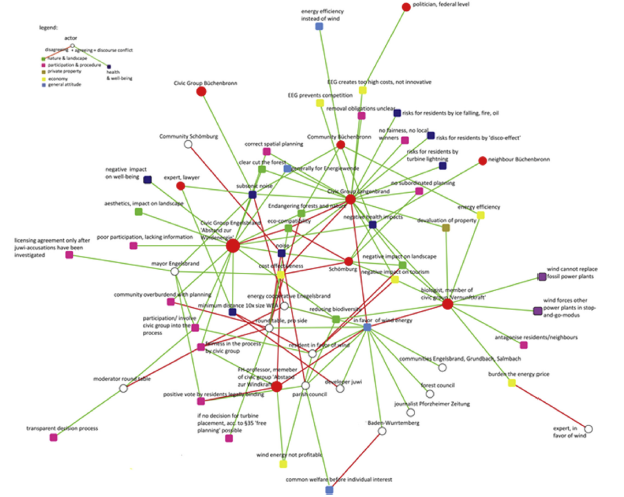 politician, federal level
energy efficiency
instead of wind
legend:
actor
disagreeing
agreeing = discourse conflict
nature & landscape
participation & procedure
private property
economy
general attitude
health
& well-being
EEG creates too high costs, not innovative
Civic Group Büchenbronn
EEG prevents competition
removal obligations unclear
risks for residents by ice falling, fire, oil
no fairness, no local
winners
risks for residents by 'disco-effect'
Community Schömburg
Community Büchenbronn
correct spatial planning
risks for residents by
turbine lightning
neighbour Büchenbronn
clear cut the forest
generally for Energiewende
negative impact
on well-being
expert, lawyer
subsonic noise
Civic Group Langenbrand
no subordinated planning
aesthetics, impact on landscape
Endangering forests and nature
energy efficiency
Civic Group Engelsbrand
'Abstand zur
Windenergie'
eco-compatibility
negative health impacts
devaluation of property
poor participation, lacking information
noise
licensing agreement only after
juwi-accusations have been
investigated
mayor Engelsbrand
cost effectiveness
Schömburg
negative impact on landscape
negative impact on tourism
wind cannot replace
fossil power plants
community overburdend with planning
energy cooperative Enegelsbrand
biologist, member of
civic group
minimum distance 10x size WTA
reducing biodiversity
wind forces other
power plants in stop-
and-go-modus
participation/ involve
civic group into the
process
round table, pro side
in favor of wind energy
fairness in the process
by civic group
resident in favor of wind
antagonise residents/neighbours
communities Engelsbrand, Grundbach, Salmbach
FH professor, memeber
of civic group 'Abstand
zur Windkraft'
moderator round table
developer juwi
burden the energy-price
positive vote by residents legally binding
parish council
forest council
journalist Pforzheimer Zeitung
if no decision for turbine
placement, acc. to §35 'free
planning' possible
Baden-Wurttemberg
transparent decision process
expert, in
favor of wind
wind energy not profitable
common welfare before individual interest